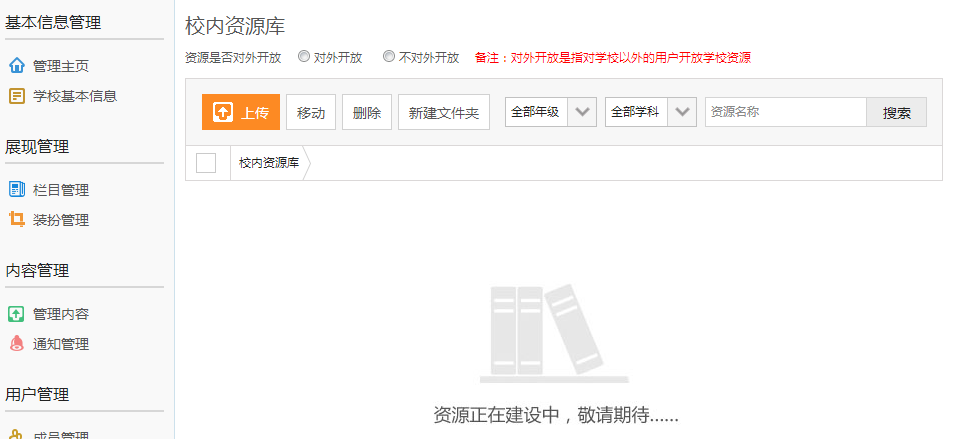 基本信息管理
管理主页
学校基本信息
展现管理
栏目管理
装扮管理
内容管理
管理内容
通知管理
用户管理
成员管理
校内资源库
资源是否对外开放 对外开放 不对外开放 备注：对外开放是指对学校以外的用户开放学校资源
上传 移动 删除 新建文件夹 全部年级 全部学科 资源名称 搜索
校内资源库
资源正在建设中，敬请期待......